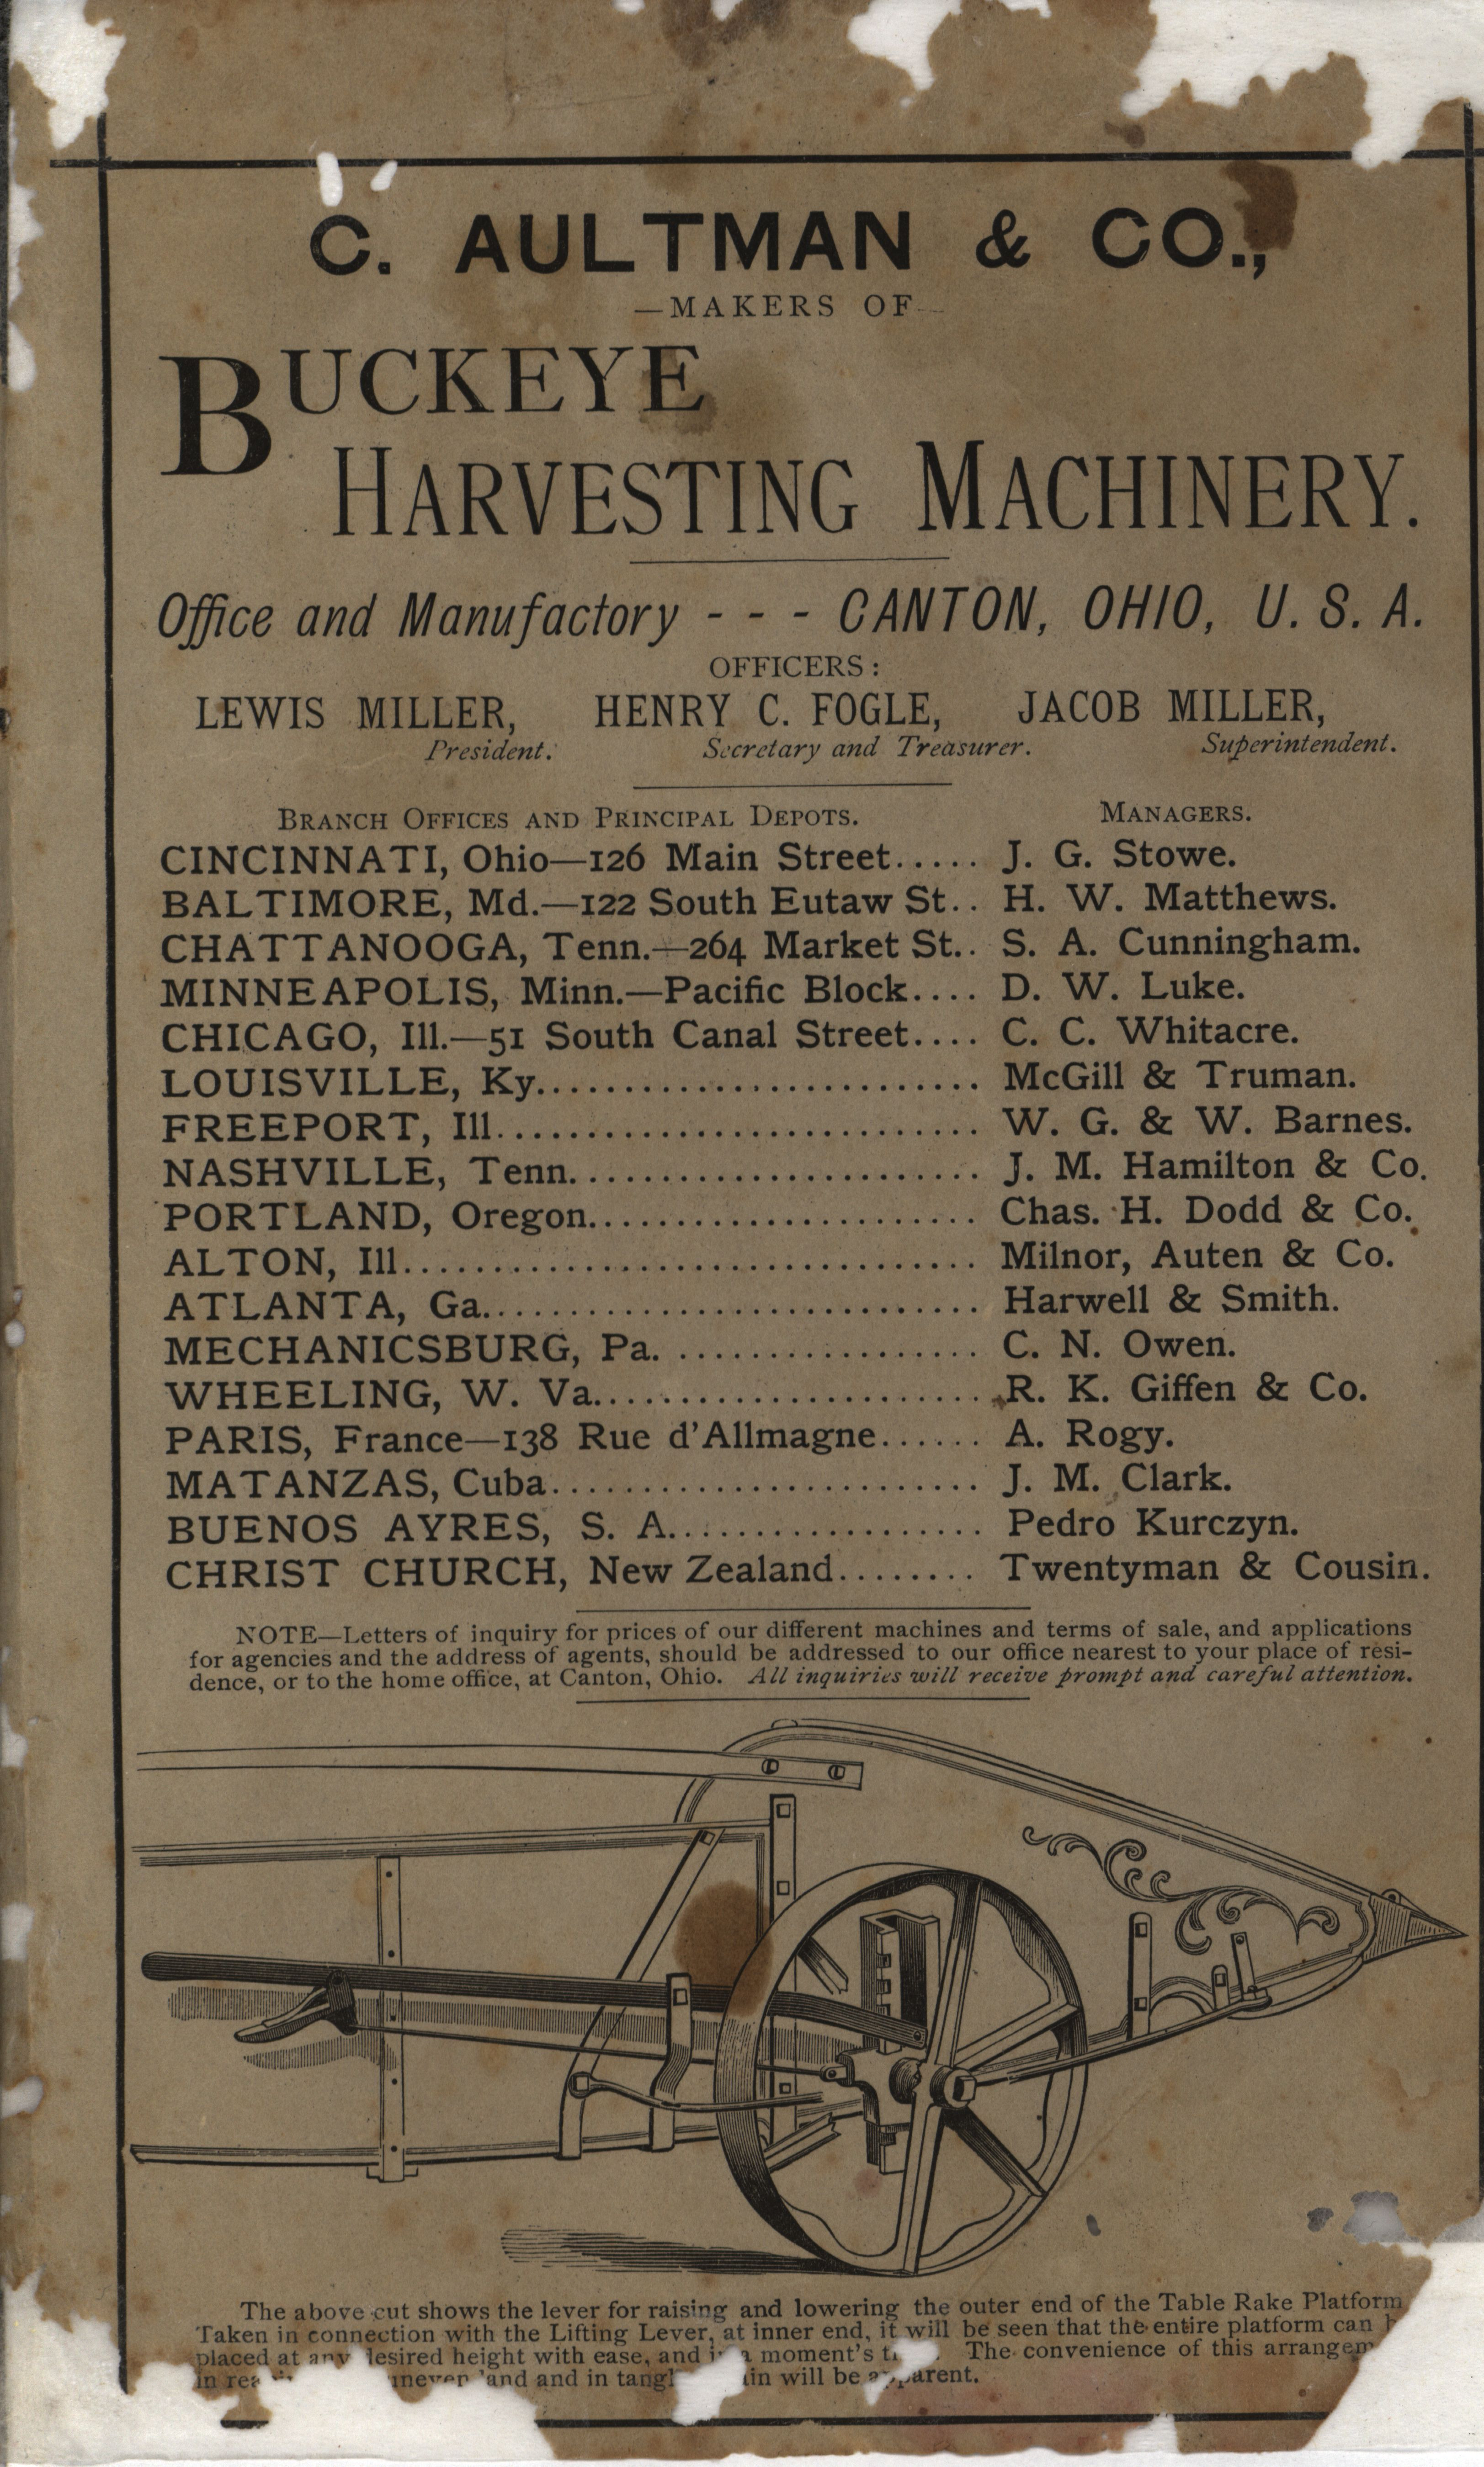 C. AULTMAN & CO.,
—MAKERS OF—
BUCKEYE
HARVESTING MACHINERY.
Office and Manufactory - - - CANTON, OHIO, U. S. A.
OFFICERS:
LEWIS MILLER, HENRY C. FOGLE, JACOB MILLER,
President. Secretary and Treasurer. Superintendent.
BRANCH OFFICES AND PRINCIPAL DEPOTS. MANAGERS.
CINCINNATI, Ohio—126 Main Street..... J. G. Stowe.
BALTIMORE, Md.—122 South Eutaw St.. H. W. Matthews.
CHATTANOOGA, Tenn.—264 Market St.. S. A. Cunningham.
MINNEAPOLIS, Minn.—Pacific Block.... D. W. Luke.
CHICAGO, Ill.—51 South Canal Street.... C. C. Whitacre.
LOUISVILLE, Ky......................... McGill & Truman.
FREEPORT, Ill........................... W. G. & W. Barnes.
NASHVILLE, Tenn....................... J. M. Hamilton & Co.
PORTLAND, Oregon...................... Chas. H. Dodd & Co.
ALTON, Ill................................ Milnor, Auten & Co.
ATLANTA, Ga............................ Harwell & Smith.
MECHANICSBURG, Pa. ................. C. N. Owen.
WHEELING, W. Va...................... R. K. Giffen & Co.
PARIS, France—138 Rue d'Allmagne...... A. Rogy.
MATANZAS, Cuba........................ J. M. Clark.
BUENOS AYRES, S. A.................. Pedro Kurczyn.
CHRIST CHURCH, New Zealand........ Twentyman & Cousin.
NOTE—Letters of inquiry for prices of our different machines and terms of sale, and applications
for agencies and the address of agents, should be addressed to our office nearest to your place of resi-
dence, or to the home office, at Canton, Ohio. All inquiries will receive prompt and careful attention.
The above cut shows the lever for raising and lowering the outer end of the Table Rake Platform
Taken in connection with the Lifting Lever, at inner end, it will be seen that the entire platform can
placed at any desired height with ease, and in a moment's The convenience of this
in uneven land and in will be apparent.